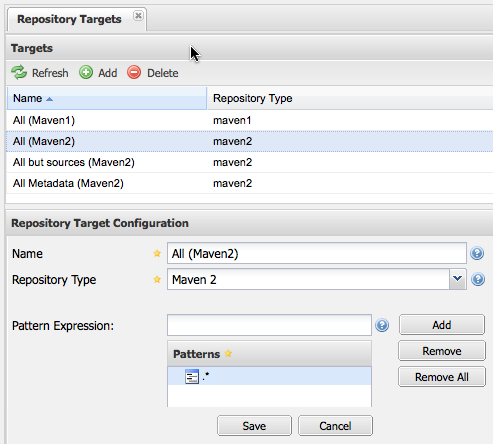 Repository Targets
Targets
Refresh Add Delete
Name Repository Type
All (Maven1) maven1
All (Maven2) maven2
All but sources (Maven2) maven2
All Metadata (Maven2) maven2
Repository Target Configuration
Name All (Maven2)
Repository Type Maven 2
Pattern Expression: Add
Patterns Remove
.* Remove All
Save Cancel